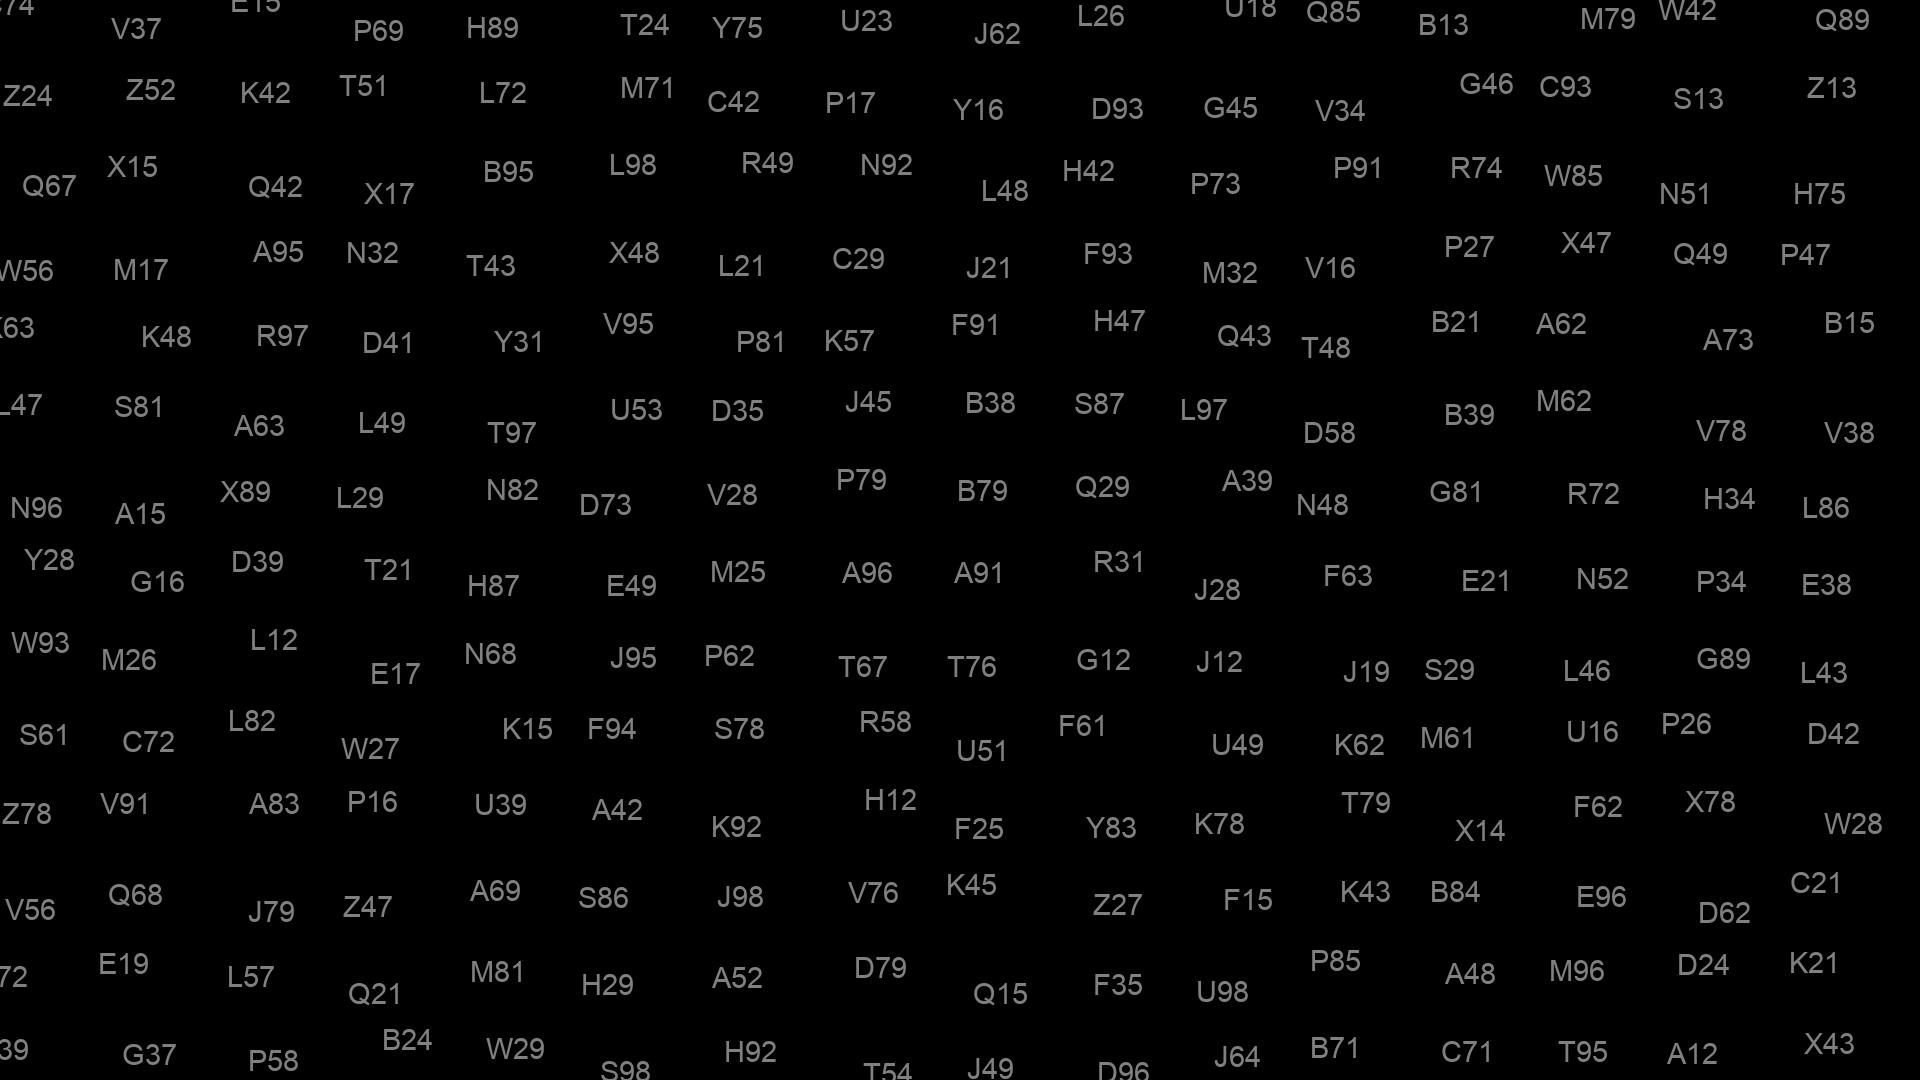 V37 E15 P69 H89 T24 Y75 U23 J62 L26 U18 Q85 B13 M79 W42 Q89
Z24 Z52 K42 T51 L72 M71 C42 P17 Y16 D93 G45 V34 G46 C93 S13 Z13
Q67 X15 Q42 X17 B95 L98 R49 N92 L48 H42 P73 P91 R74 W85 N51 H75
W56 M17 A95 N32 T43 X48 L21 C29 J21 F93 M32 V16 P27 X47 Q49 P47
K48 R97 D41 Y31 V95 P81 K57 F91 H47 Q43 T48 B21 A62 A73 B15
L47 S81 A63 L49 T97 U53 D35 J45 B38 S87 L97 D58 B39 M62 V78 V38
N96 A15 X89 L29 N82 D73 V28 P79 B79 Q29 A39 N48 G81 R72 H34 L86
Y28 G16 D39 T21 H87 E49 M25 A96 A91 R31 J28 F63 E21 N52 P34 E38
W93 M26 L12 E17 N68 J95 P62 T67 T76 G12 J12 J19 S29 L46 G89 L43
S61 C72 L82 W27 K15 F94 S78 R58 U51 F61 U49 K62 M61 U16 P26 D42
Z78 V91 A83 P16 U39 A42 K92 H12 F25 Y83 K78 T79 X14 F62 X78 W28
V56 Q68 J79 Z47 A69 S86 J98 V76 K45 Z27 F15 K43 B84 E96 D62 C21
72 E19 L57 Q21 M81 H29 A52 D79 Q15 F35 U98 P85 A48 M96 D24 K21
39 G37 P58 B24 W29 S98 H92 T54 J49 D96 J64 B71 C71 T95 A12 X43